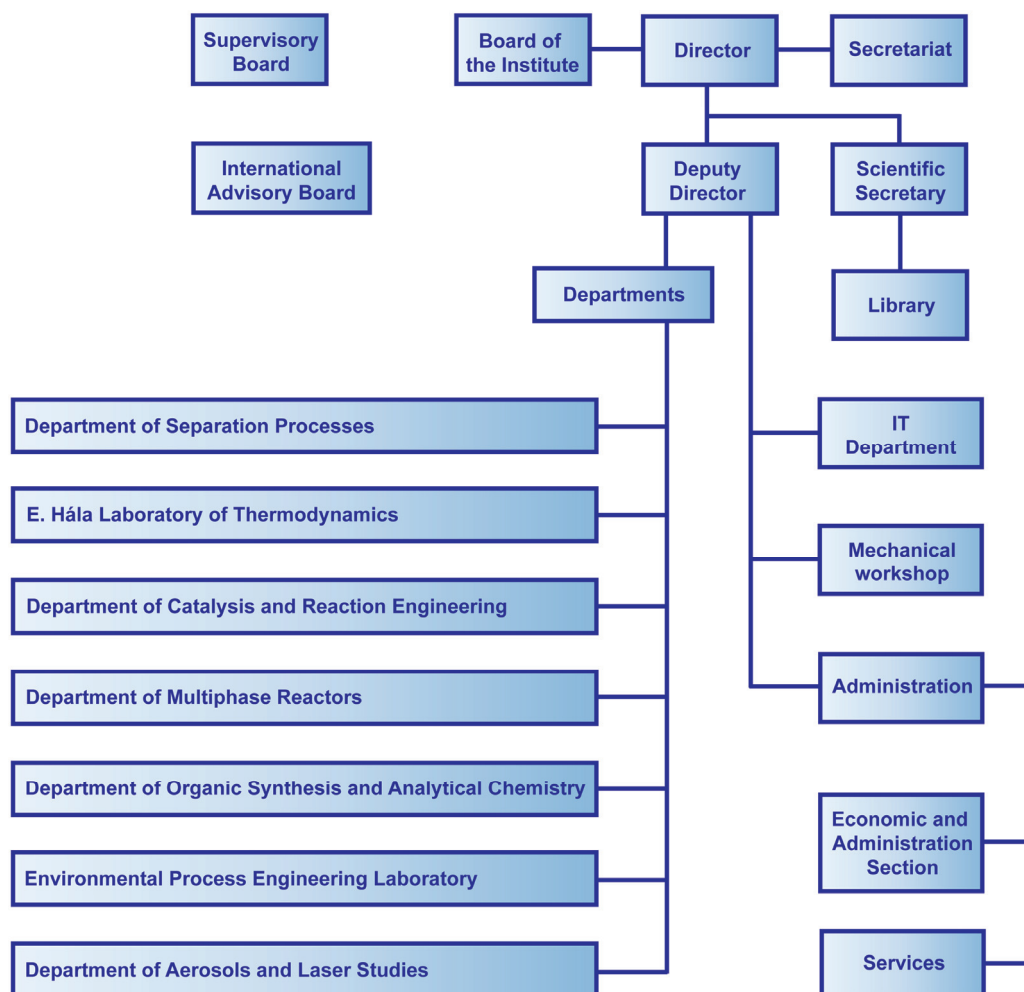 Supervisory
Board
Board of
the Institute
Director
Secretariat
International
Advisory Board
Deputy
Director
Scientific
Secretary
Departments
Library
Department of Separation Processes
IT
Department
E. Hála Laboratory of Thermodynamics
Mechanical
workshop
Department of Catalysis and Reaction Engineering
Department of Multiphase Reactors
Administration
Department of Organic Synthesis and Analytical Chemistry
Economic and
Administration
Section
Environmental Process Engineering Laboratory
Department of Aerosols and Laser Studies
Services